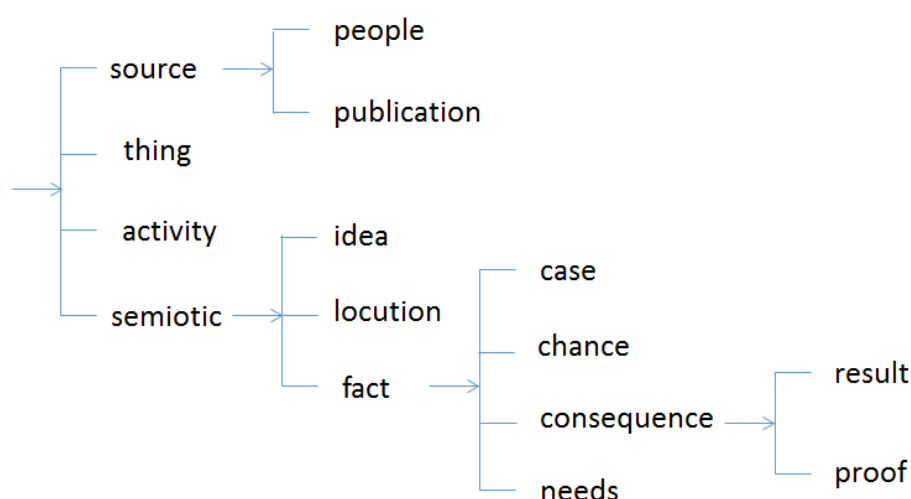 people
source
publication
thing
activity
idea
case
semiotic
locution
chance
fact
result
consequence
proof
needs